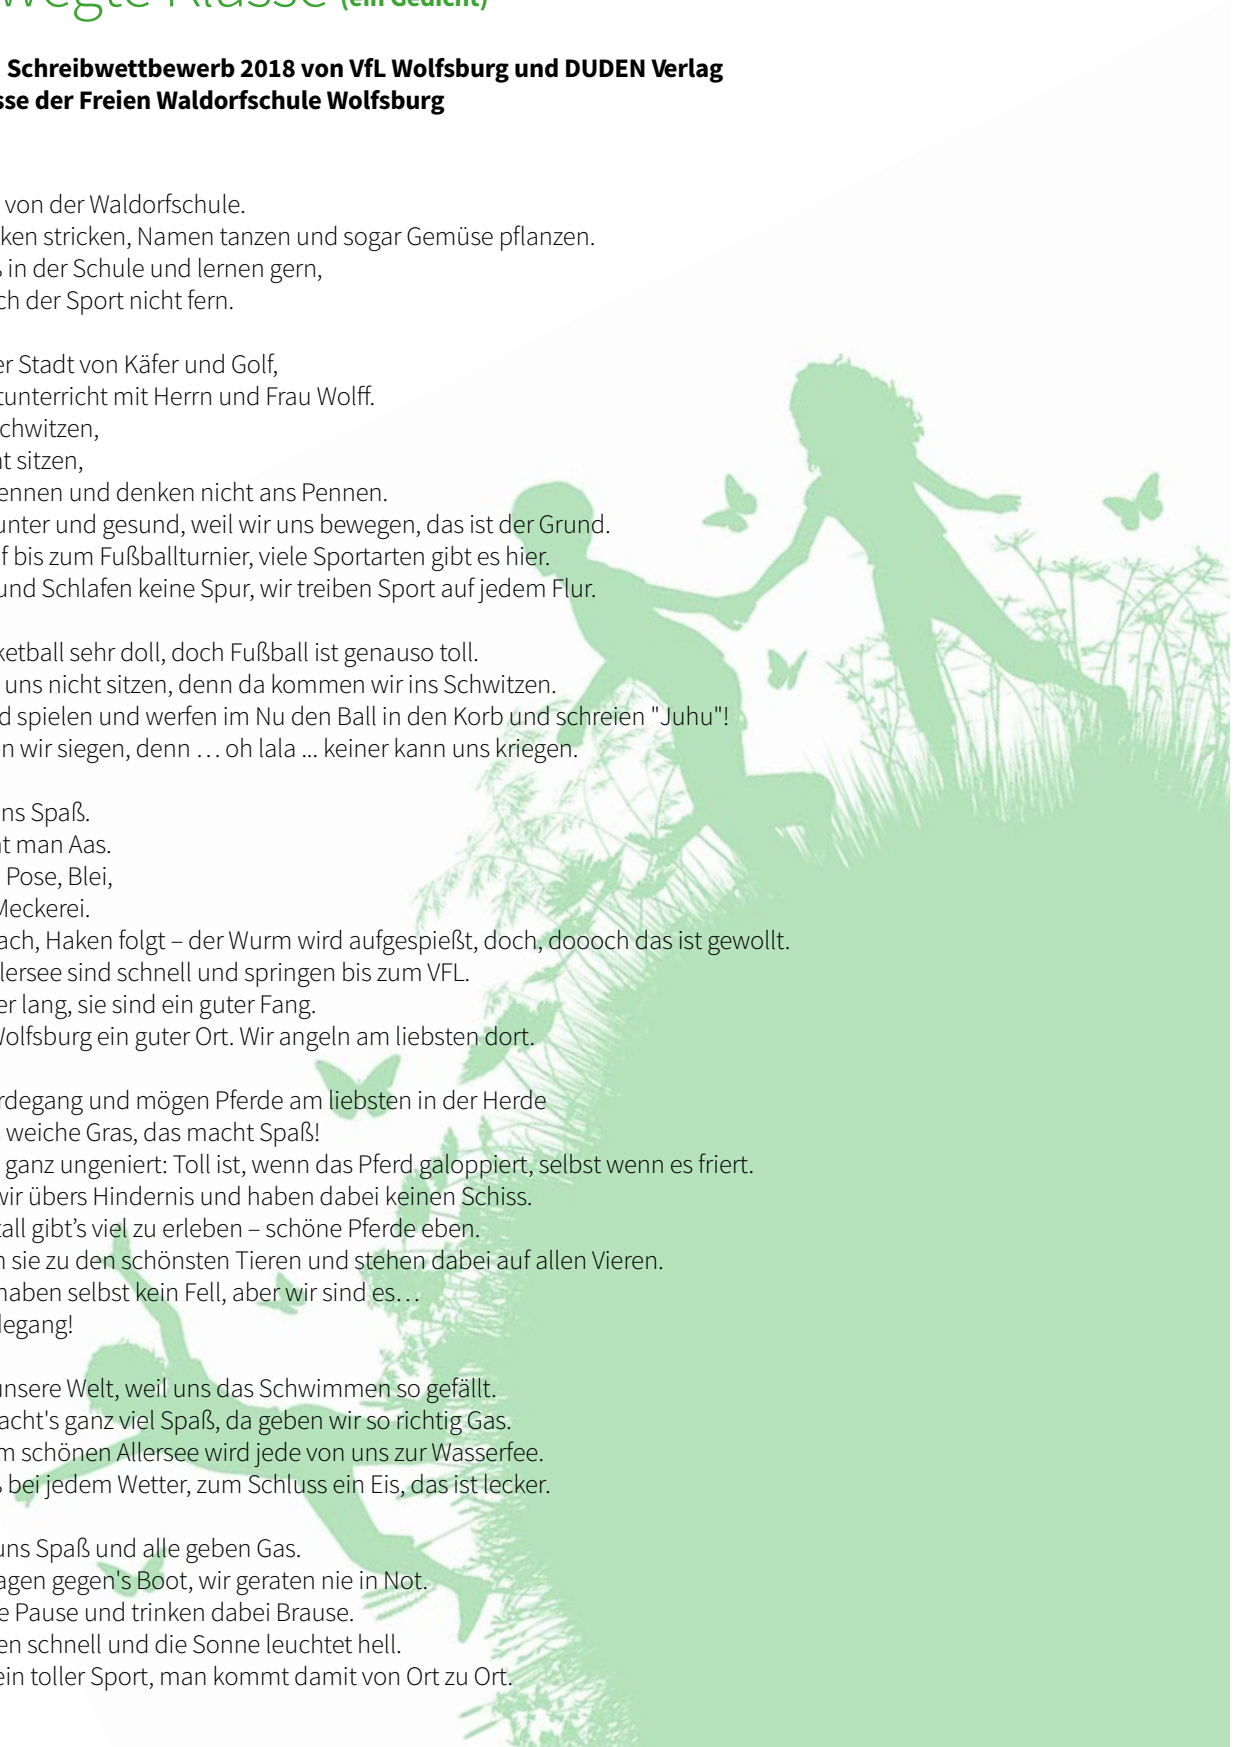 wegte Klasse (ein Gedicht)
Schreibwettbewerb 2018 von VfL Wolfsburg und DUDEN Verlag
sse der Freien Waldorfschule Wolfsburg
von der Waldorfschule.
ken stricken, Namen tanzen und sogar Gemüse pflanzen.
ß in der Schule und lernen gern,
ch der Sport nicht fern.
er Stadt von Käfer und Golf,
tunterricht mit Herrn und Frau Wolff.
chwitzen,
ht sitzen,
ennen und denken nicht ans Pennen.
unter und gesund, weil wir uns bewegen, das ist der Grund.
f bis zum Fußballturnier, viele Sportarten gibt es hier.
und Schlafen keine Spur, wir treiben Sport auf jedem Flur.
ketball sehr doll, doch Fußball ist genauso toll.
uns nicht sitzen, denn da kommen wir ins Schwitzen.
d spielen und werfen im Nu den Ball in den Korb und schreien "Juhu"!
en wir siegen, denn … oh lala ... keiner kann uns kriegen.
ns Spaß.
ht man Aas.
Pose, Blei,
Meckerei.
ach, Haken folgt – der Wurm wird aufgespießt, doch, doooch das ist gewollt.
llersee sind schnell und springen bis zum VFL.
er lang, sie sind ein guter Fang.
Wolfsburg ein guter Ort. Wir angeln am liebsten dort.
rdegang und mögen Pferde am liebsten in der Herde
s weiche Gras, das macht Spaß!
ganz ungeniert: Toll ist, wenn das Pferd galoppiert, selbst wenn es friert.
wir übers Hindernis und haben dabei keinen Schiss.
tall gibt’s viel zu erleben – schöne Pferde eben.
n sie zu den schönsten Tieren und stehen dabei auf allen Vieren.
haben selbst kein Fell, aber wir sind es…
degang!
unsere Welt, weil uns das Schwimmen so gefällt.
acht's ganz viel Spaß, da geben wir so richtig Gas.
m schönen Allersee wird jede von uns zur Wasserfee.
ß bei jedem Wetter, zum Schluss ein Eis, das ist lecker.
uns Spaß und alle geben Gas.
agen gegen's Boot, wir geraten nie in Not.
e Pause und trinken dabei Brause.
en schnell und die Sonne leuchtet hell.
ein toller Sport, man kommt damit von Ort zu Ort.